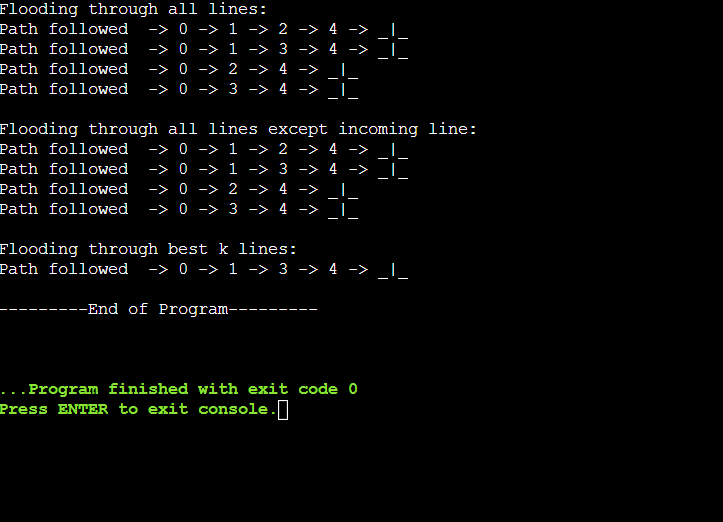 Flooding through all lines:
Path followed  -> 0 -> 1 -> 2 -> 4 -> _|_
Path followed  -> 0 -> 1 -> 3 -> 4 -> _|_
Path followed  -> 0 -> 2 -> 4 -> _|_
Path followed  -> 0 -> 3 -> 4 -> _|_
Flooding through all lines except incoming line:
Path followed  -> 0 -> 1 -> 2 -> 4 -> _|_
Path followed  -> 0 -> 1 -> 3 -> 4 -> _|_
Path followed  -> 0 -> 2 -> 4 -> _|_
Path followed  -> 0 -> 3 -> 4 -> _|_
Flooding through best k lines:
Path followed  -> 0 -> 1 -> 3 -> 4 -> _|_
---------End of Program---------
...Program finished with exit code 0
Press ENTER to exit console.